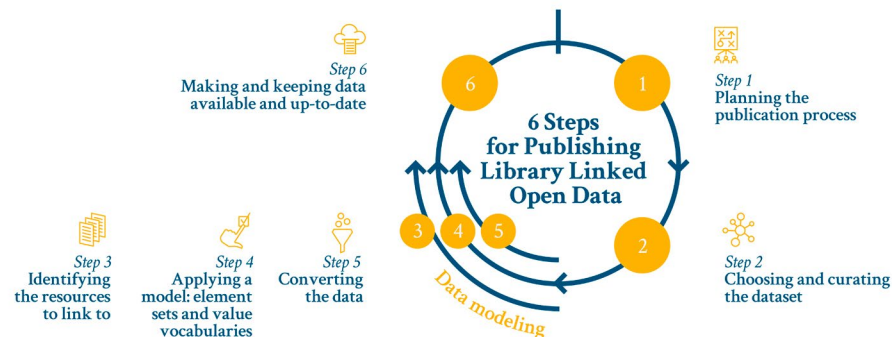 6 Steps
for Publishing
Library Linked
Open Data
1
Step 1
Planning the
publication process
2
Step 2
Choosing and curating
the dataset
Data modeling
3
Step 3
Identifying
the resources
to link to
4
Step 4
Applying a
model: element
sets and value
vocabularies
5
Step 5
Converting
the data
6
Step 6
Making and keeping data
available and up-to-date